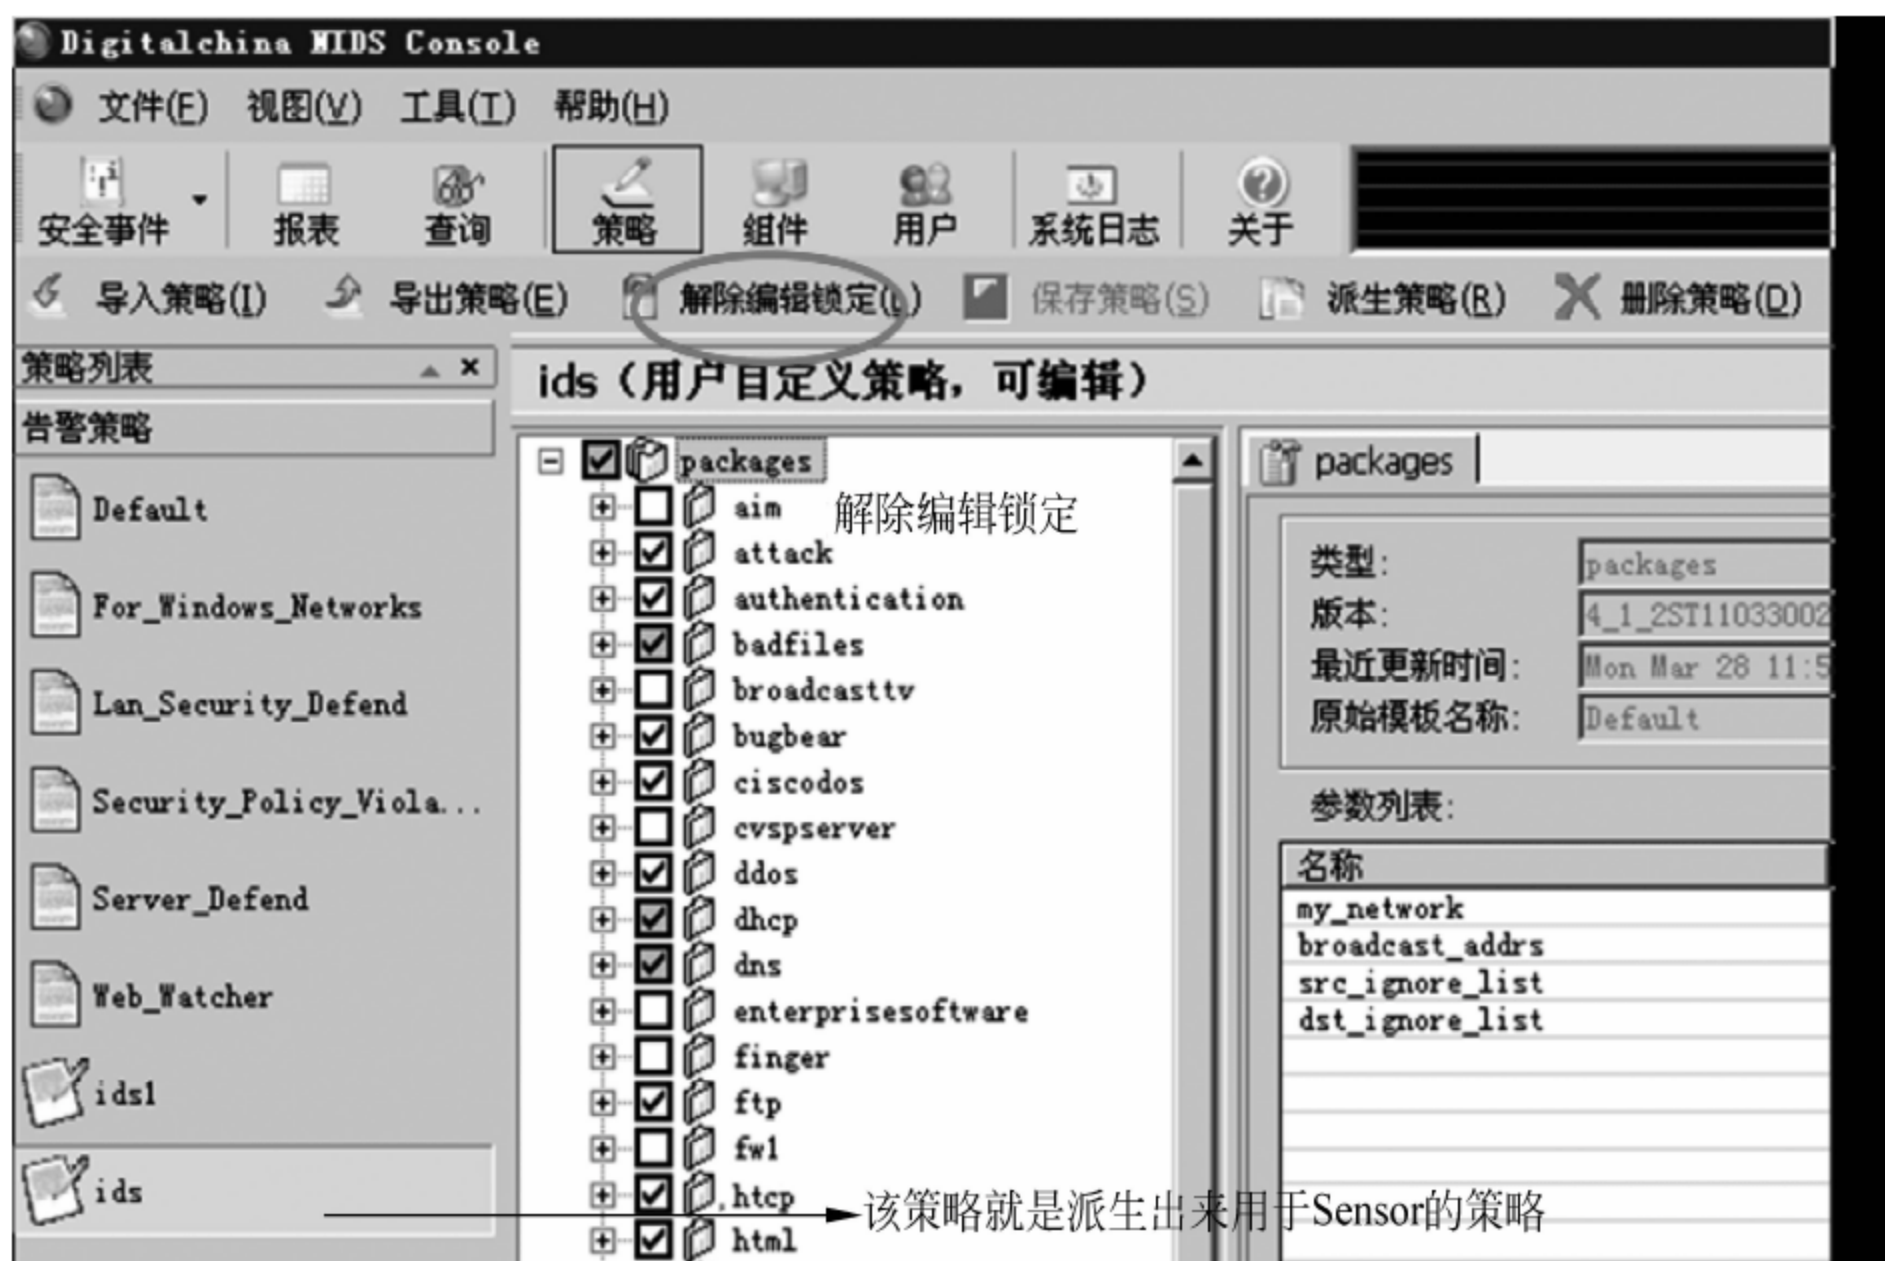 Digitalchina NIDS Console
文件(F) 视图(V) 工具(T) 帮助(H)
安全事件 报表 查询 策略 组件 用户 系统日志 关于
导入策略(I) 导出策略(E) 解除编辑锁定(L) 保存策略(S) 派生策略(R) 删除策略(D)
策略列表
告警策略
Default
For_Windows_Networks
Lan_Security_Defend
Security_Policy_Viola...
Server_Defend
Web_Watcher
ids1
ids
ids（用户自定义策略，可编辑）
packages
aim
解除编辑锁定
attack
authentication
badfiles
broadcasttv
bugbear
ciscodos
cvspserver
ddos
dhcp
dns
enterprisesoftware
finger
ftp
fw1
htcp
该策略就是派生出来用于Sensor的策略
html
packages
类型: packages
版本: 4_1_2ST11033002
最近更新时间: Mon Mar 28 11:5
原始模板名称: Default
参数列表:
名称
my_network
broadcast_addrs
src_ignore_list
dst_ignore_list